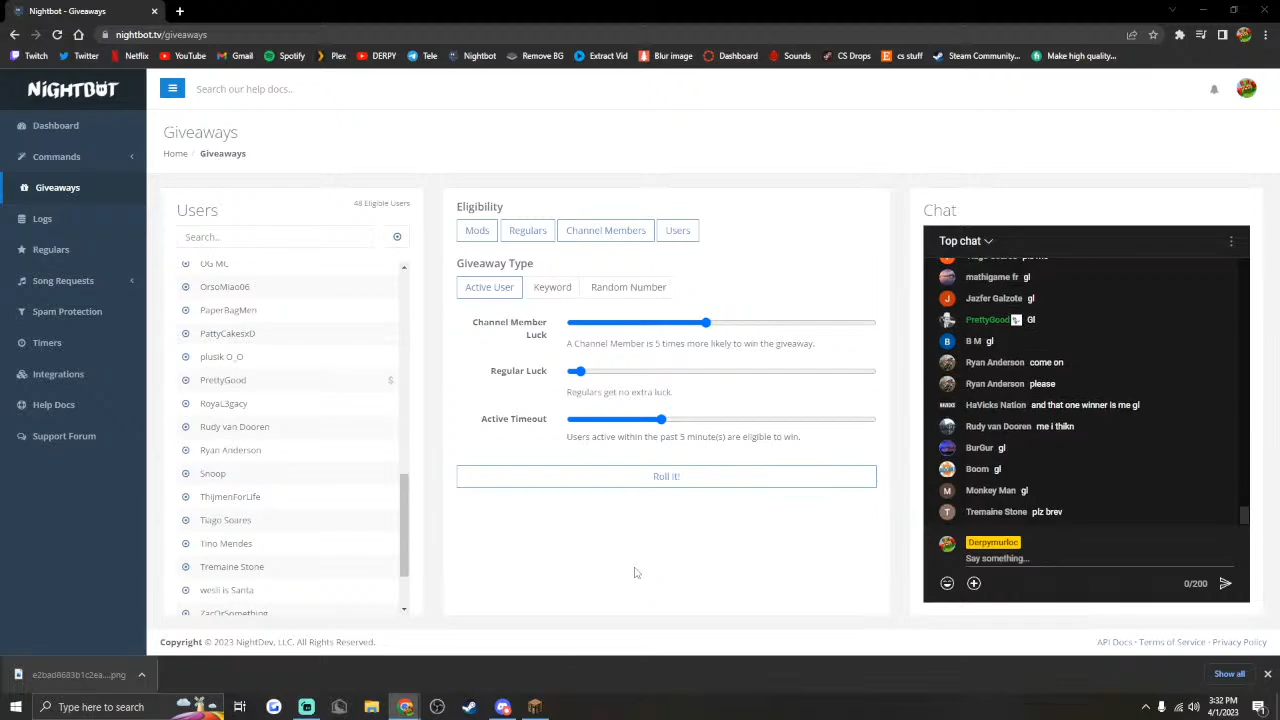 Nightbot - Giveaways
nightbot.tv/giveaways
Twitch
Twitter
Netflix
YouTube
Gmail
Spotify
Plex
DERPY
Tele
Nightbot
Remove BG
Extract Vid
Blur image
Dashboard
Sounds
CS Drops
cs stuff
Steam Communit...
Make high quality...
NiGHTBOT
Search our help docs..
Dashboard
Commands
Giveaways
Logs
Regulars
Song Requests
Spam Protection
Timers
Integrations
Help Docs
Support Forum
Giveaways
Home / Giveaways
Users
48 Eligible Users
Search...
OG MC
OrsoMiao06
PaperBagMen
PattyCakesxD
plusik O_O
PrettyGood $
RoyaL3gacy
Rudy van Dooren
Ryan Anderson
Snoop
ThijmenForLife
Tiago Soares
Tino Mendes
Tremaine Stone
wesli is Santa
ZacOrSomething
Eligibility
Mods
Regulars
Channel Members
Users
Giveaway Type
Active User
Keyword
Random Number
Channel Member
Luck
A Channel Member is 5 times more likely to win the giveaway.
Regular Luck
Regulars get no extra luck.
Active Timeout
Users active within the past 5 minute(s) are eligible to win.
Roll It!
Chat
Top chat
mathigame fr gl
Jazfer Galzote gl
PrettyGood Gl
B M gl
Ryan Anderson come on
Ryan Anderson please
HaVicks Nation and that one winner is me gl
Rudy van Dooren me i thikn
BurGur gl
Boom gl
Monkey Man gl
Tremaine Stone plz brev
Derpymurloc
Say something...
0/200
Copyright © 2023 NightDev, LLC. All Rights Reserved.
API Docs · Terms of Service · Privacy Policy
e2bad8683b1c2ea....png
Show all
Type here to search
3:32 PM
4/1/2023